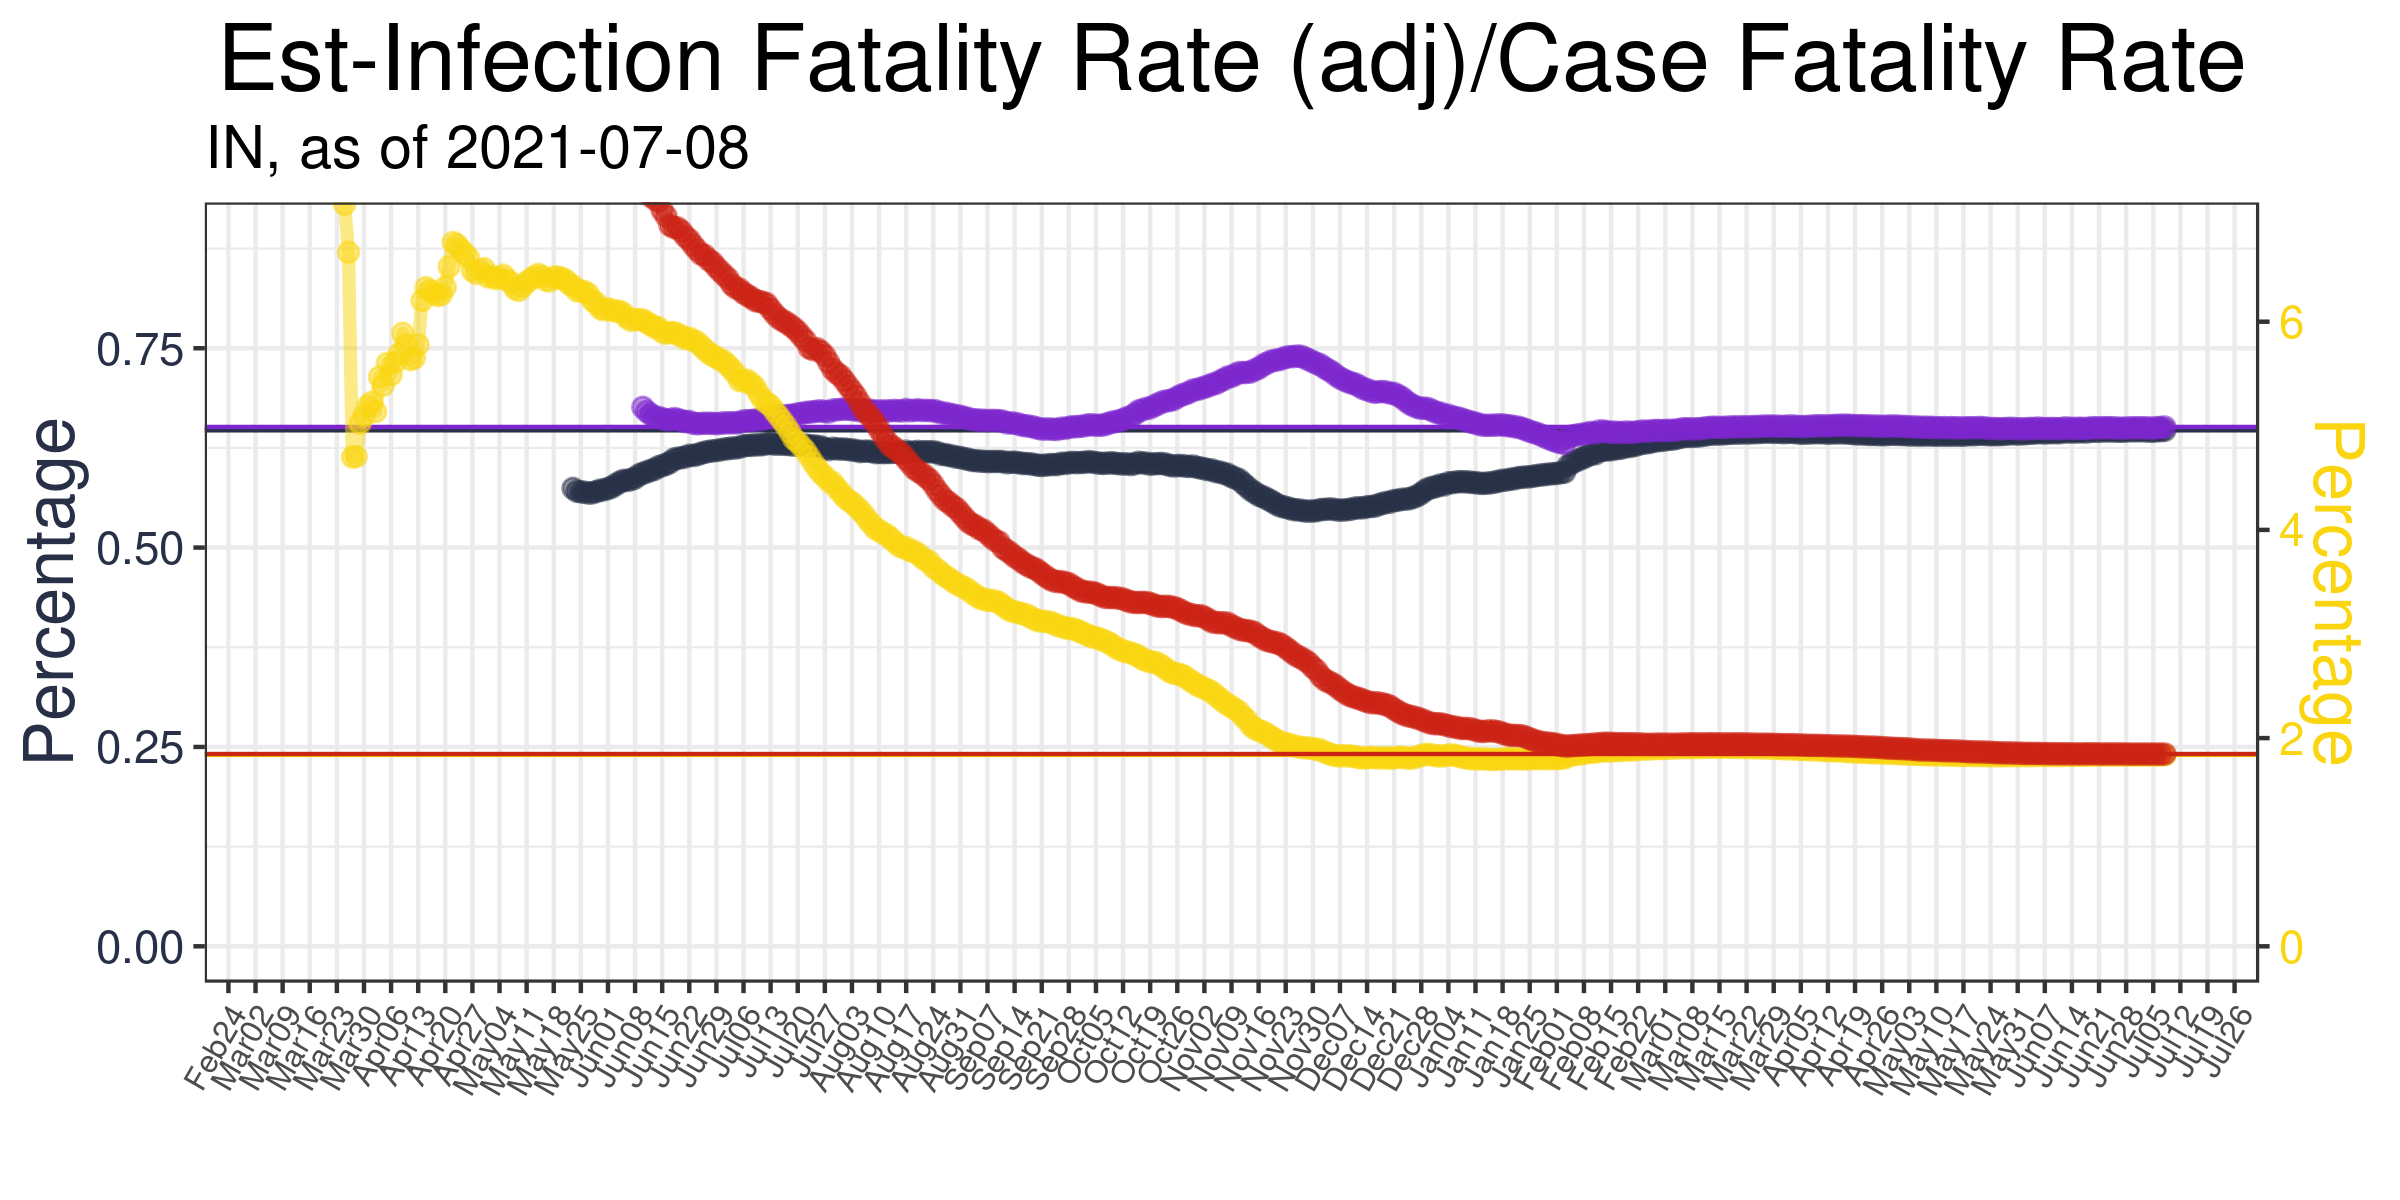 Est-Infection Fatality Rate (adj)/Case Fatality Rate
IN, as of 2021-07-08
Percentage
0.75
0.50
0.25
0.00
6
4
2
0
Percentage
Feb24
Mar02
Mar09
Mar16
Mar23
Mar30
Apr06
Apr13
Apr20
Apr27
May04
May11
May18
May25
Jun01
Jun08
Jun15
Jun22
Jun29
Jul06
Jul13
Jul20
Jul27
Aug03
Aug10
Aug17
Aug24
Aug31
Sep07
Sep14
Sep21
Sep28
Oct05
Oct12
Oct19
Oct26
Nov02
Nov09
Nov16
Nov23
Nov30
Dec07
Dec14
Dec21
Dec28
Jan04
Jan11
Jan18
Jan25
Feb01
Feb08
Feb15
Feb22
Mar01
Mar08
Mar15
Mar22
Mar29
Apr05
Apr12
Apr19
Apr26
May03
May10
May17
May24
May31
Jun07
Jun14
Jun21
Jun28
Jul05
Jul12
Jul19
Jul26